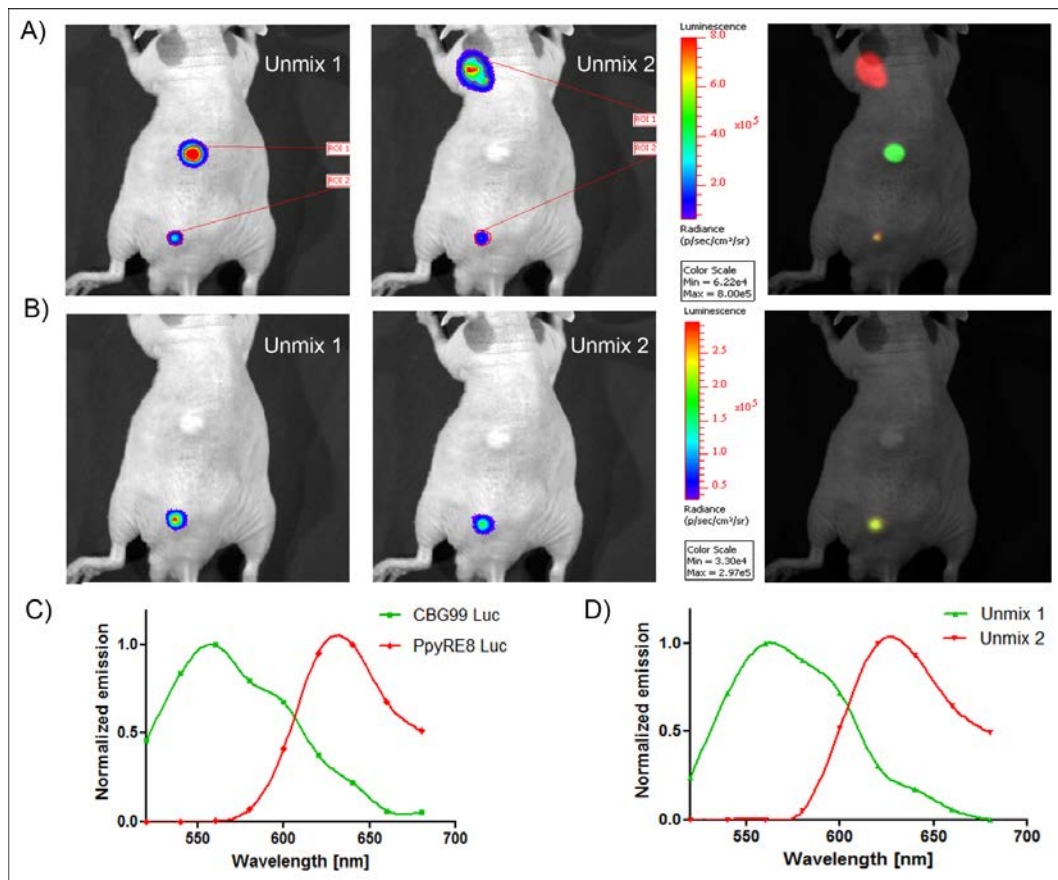 A)
Unmix 1
ROI 1
ROI 2
Unmix 2
ROI 1
ROI 2
Luminescence
8.0
6.0
x10⁵
4.0
2.0
Radiance
(p/sec/cm²/sr)
Color Scale
Min = 6.22e4
Max = 8.00e5
B)
Unmix 1
Unmix 2
Luminescence
2.5
2.0
x10⁵
1.5
1.0
0.5
Radiance
(p/sec/cm²/sr)
Color Scale
Min = 3.30e4
Max = 2.97e5
C)
CBG99 Luc
PpyRE8 Luc
Normalized emission
1.0
0.5
0.0
550
600
650
700
Wavelength [nm]
D)
Unmix 1
Unmix 2
Normalized emission
1.0
0.5
0.0
550
600
650
700
Wavelength [nm]